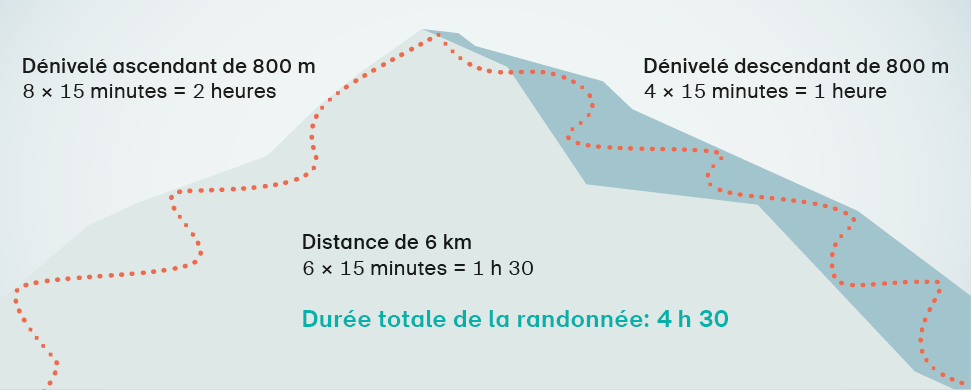 Dénivelé ascendant de 800 m
8 × 15 minutes = 2 heures
Dénivelé descendant de 800 m
4 × 15 minutes = 1 heure
Distance de 6 km
6 × 15 minutes = 1 h 30
Durée totale de la randonnée: 4 h 30